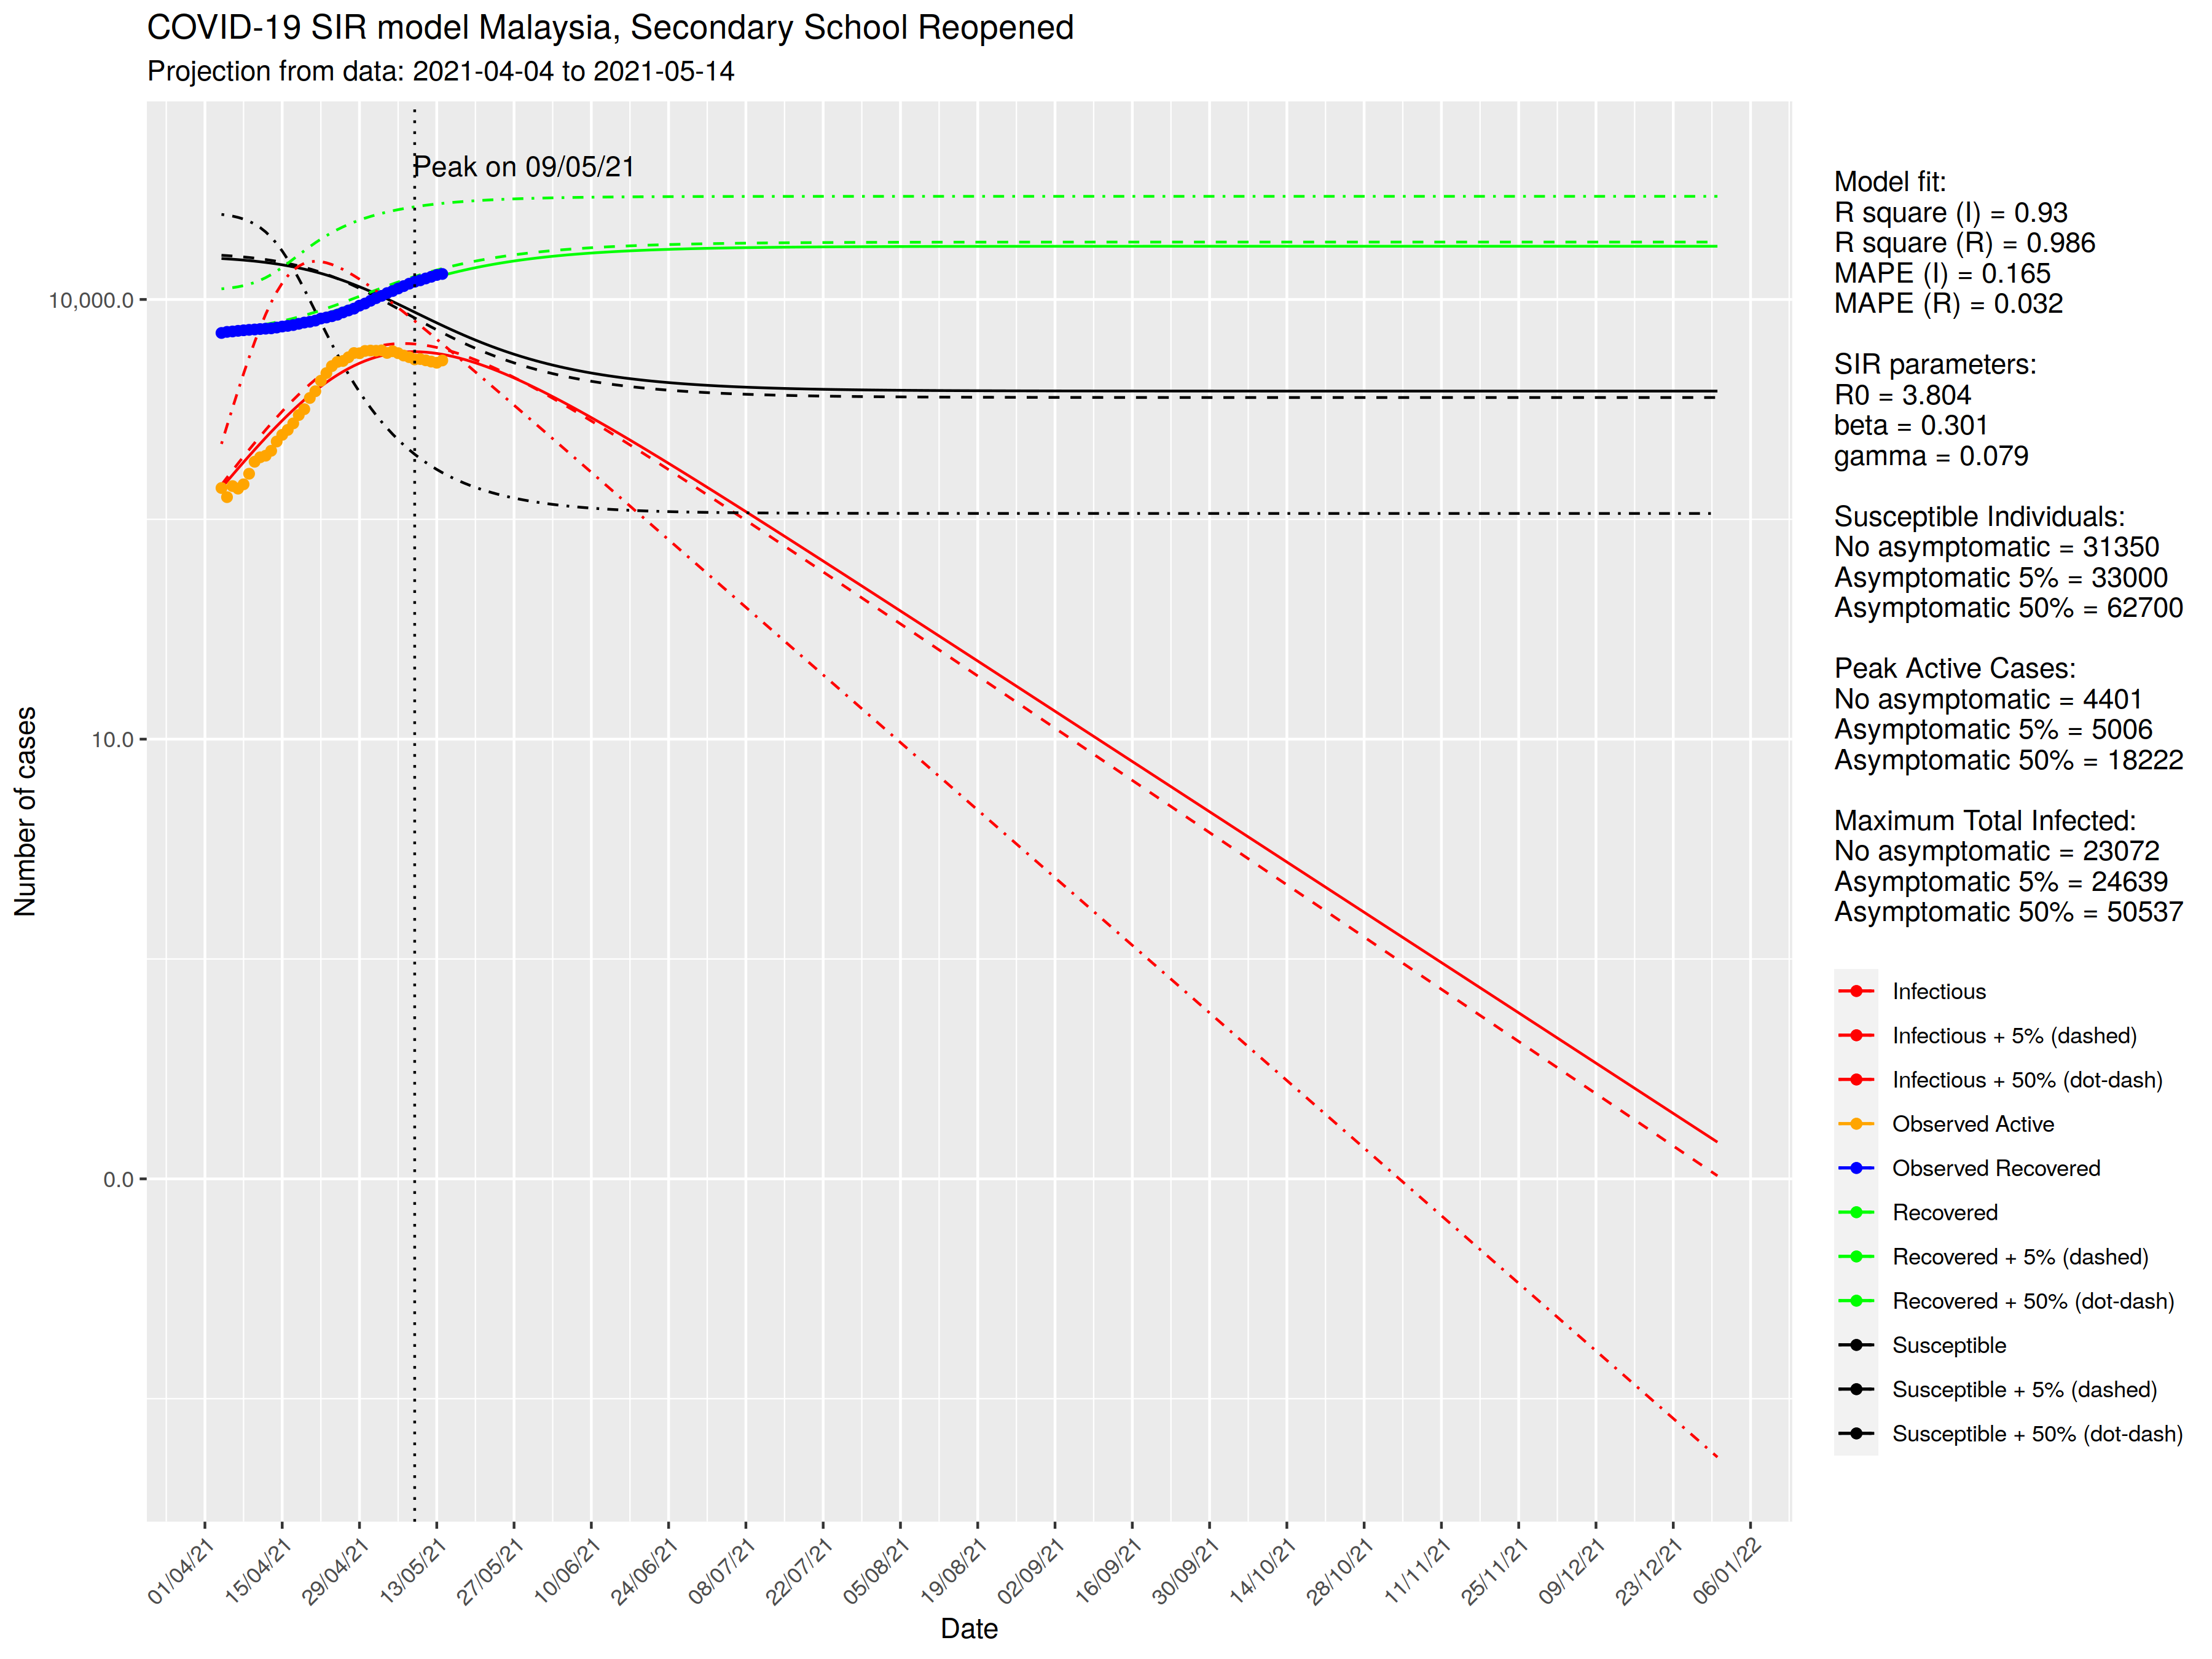 COVID-19 SIR model Malaysia, Secondary School Reopened
Projection from data: 2021-04-04 to 2021-05-14
Peak on 09/05/21
Number of cases
10,000.0
10.0
0.0
01/04/21
15/04/21
29/04/21
13/05/21
27/05/21
10/06/21
24/06/21
08/07/21
22/07/21
05/08/21
19/08/21
02/09/21
16/09/21
30/09/21
14/10/21
28/10/21
11/11/21
25/11/21
09/12/21
23/12/21
06/01/22
Date
Model fit:
R square (I) = 0.93
R square (R) = 0.986
MAPE (I) = 0.165
MAPE (R) = 0.032
SIR parameters:
R0 = 3.804
beta = 0.301
gamma = 0.079
Susceptible Individuals:
No asymptomatic = 31350
Asymptomatic 5% = 33000
Asymptomatic 50% = 62700
Peak Active Cases:
No asymptomatic = 4401
Asymptomatic 5% = 5006
Asymptomatic 50% = 18222
Maximum Total Infected:
No asymptomatic = 23072
Asymptomatic 5% = 24639
Asymptomatic 50% = 50537
Infectious
Infectious + 5% (dashed)
Infectious + 50% (dot-dash)
Observed Active
Observed Recovered
Recovered
Recovered + 5% (dashed)
Recovered + 50% (dot-dash)
Susceptible
Susceptible + 5% (dashed)
Susceptible + 50% (dot-dash)